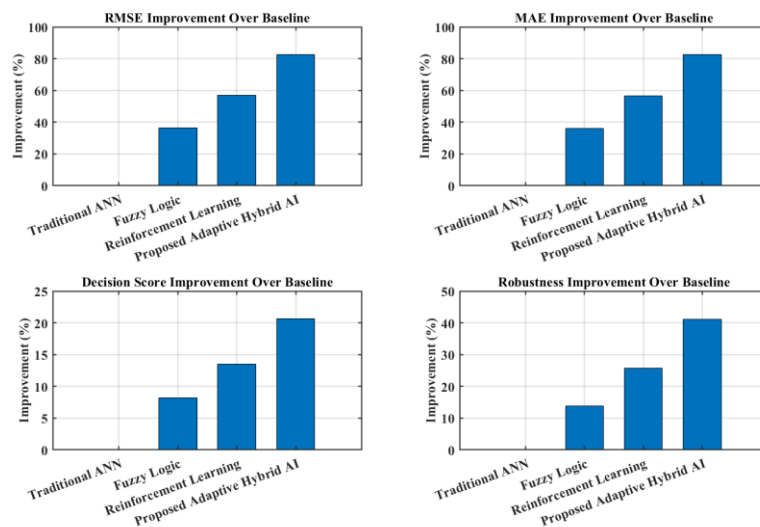 RMSE Improvement Over Baseline
Improvement (%)
100
80
60
40
20
0
Traditional ANN
Fuzzy Logic
Reinforcement Learning
Proposed Adaptive Hybrid AI
MAE Improvement Over Baseline
Improvement (%)
100
80
60
40
20
0
Traditional ANN
Fuzzy Logic
Reinforcement Learning
Proposed Adaptive Hybrid AI
Decision Score Improvement Over Baseline
Improvement (%)
25
20
15
10
5
0
Traditional ANN
Fuzzy Logic
Reinforcement Learning
Proposed Adaptive Hybrid AI
Robustness Improvement Over Baseline
Improvement (%)
50
40
30
20
10
0
Traditional ANN
Fuzzy Logic
Reinforcement Learning
Proposed Adaptive Hybrid AI